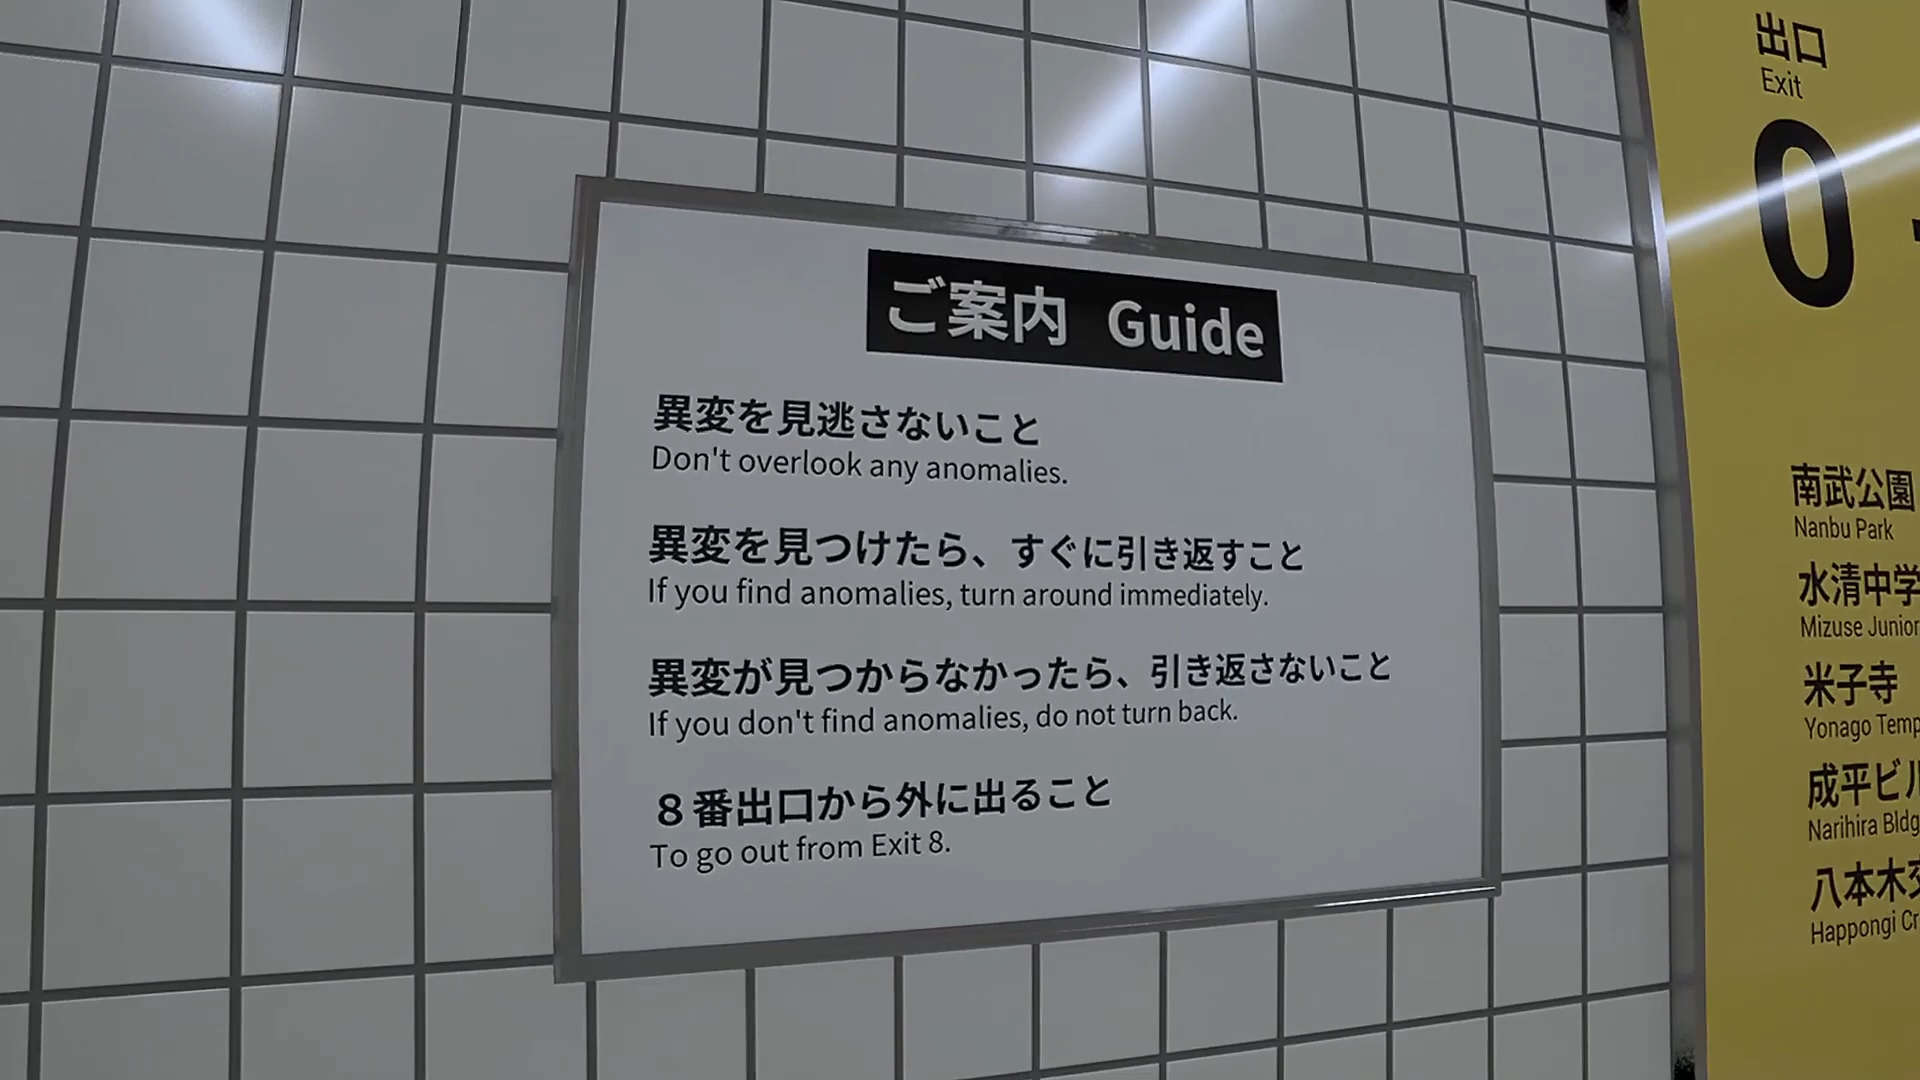 ご案内 Guide
異変を見逃さないこと
Don't overlook any anomalies.
異変を見つけたら、すぐに引き返すこと
If you find anomalies, turn around immediately.
異変が見つからなかったら、引き返さないこと
If you don't find anomalies, do not turn back.
8番出口から外に出ること
To go out from Exit 8.
出口
Exit
0
南武公園
Nanbu Park
水清中学
Mizuse Junior
米子寺
Yonago Temp
成平ビル
Narihira Bldg
八本木交
Happongi Cr